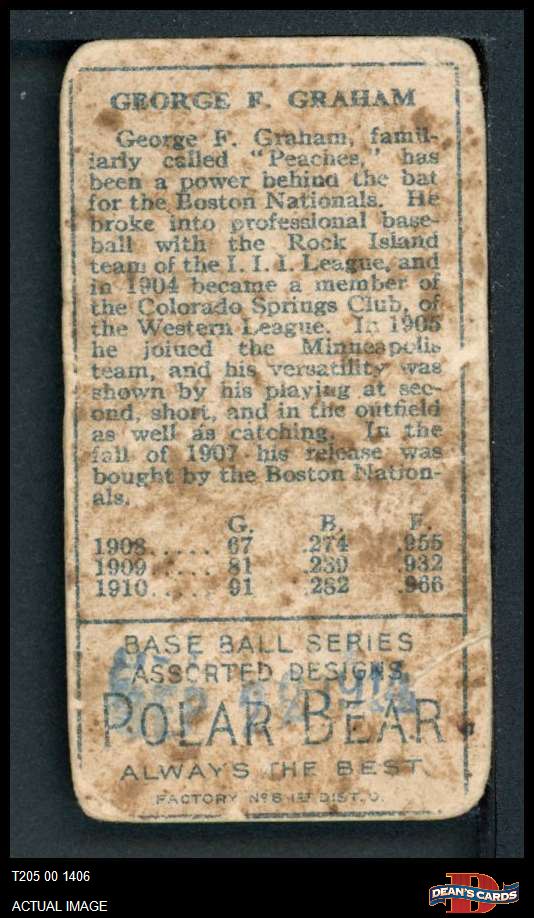 GEORGE F. GRAHAM
George F. Graham, famil-
iarly called "Peaches," has
been a power behind the bat
for the Boston Nationals. He
broke into professional base-
ball with the Rock Island
team of the I. I. I. League, and
in 1904 became a member of
the Colorado Springs Club, of
the Western League. In 1905
he joined the Minneapolis
team, and his versatility was
shown by his playing at sec-
ond, short, and in the outfield
as well as catching. In the
fall of 1907 his release was
bought by the Boston Nation-
als.
G. B. F.
1908..... 67 .274 .955
1909..... 81 .239 .932
1910..... 91 .282 .966
BASE BALL SERIES
ASSORTED DESIGNS
POLAR BEAR
ALWAYS THE BEST.
FACTORY No 6 1ST DIST. O.
T205 00 1406
ACTUAL IMAGE
D
DEAN'S CARDS